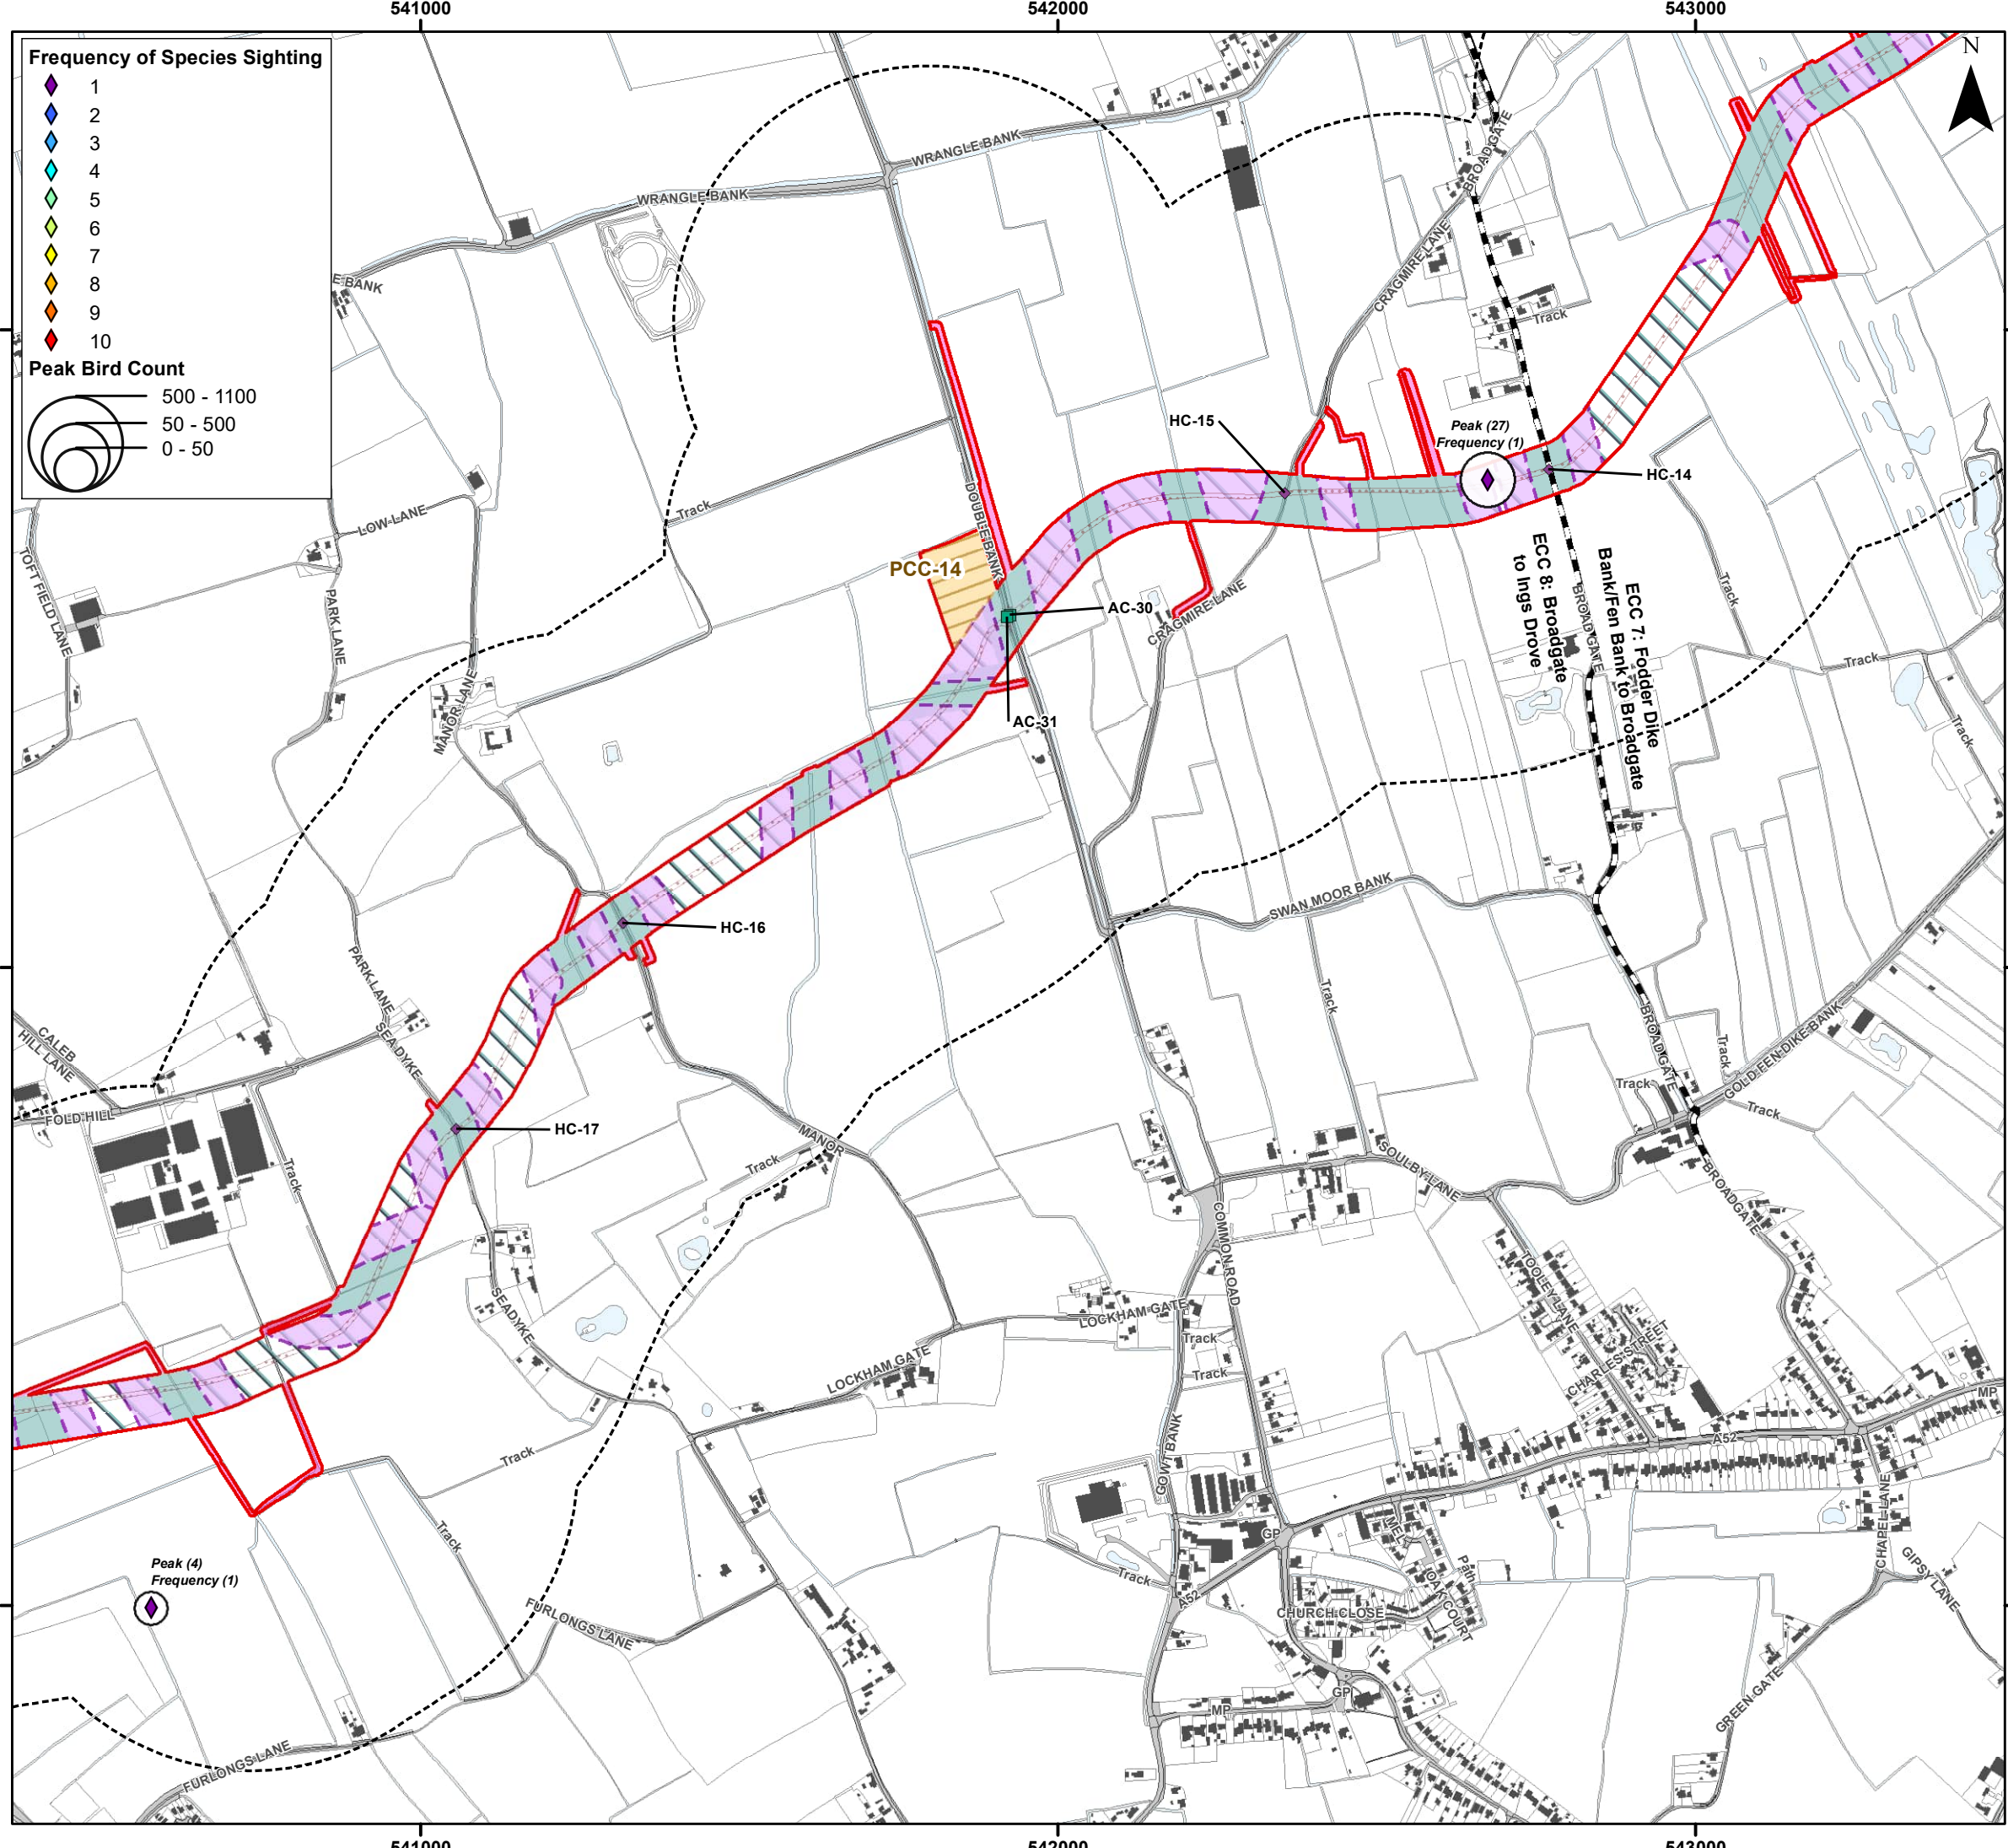 541000
542000
543000
Frequency of Species Sighting
1
2
3
4
5
6
7
8
9
10
Peak Bird Count
500 - 1100
50 - 500
0 - 50
N
WRANGLE BANK
WRANGLE BANK
E BANK
BROADGATE
CRAGMIRE LANE
Track
HC-15
Peak (27)
Frequency (1)
HC-14
DOUBLE BANK
Track
LOW LANE
TOFT FIELD LANE
PARK LANE
PCC-14
AC-30
CRAGMIRE LANE
ECC 8: Broadgate
to Ings Drove
BROADGATE
ECC 7: Fodder Dike
Bank/Fen Bank to Broadgate
Track
Track
Track
MANOR LANE
AC-31
SWAN MOOR BANK
HC-16
PARK LANE
SEA DYKE
CALEB
HILL LANE
FOLD HILL
Track
BROADGATE
Track
GOLD FEN DIKE BANK
Track
Track
HC-17
MANOR
Track
Track
SOULBY LANE
BROADGATE
COMMON ROAD
TOOLEY LANE
SEADYKE
LOCKHAM GATE
Track
CHARLES STREET
LOCKHAM GATE
Track
MP
A52
GOWT BANK
Track
Track
CHAPEL LANE
GP
Path
GIPSY LANE
OAK COURT
Track
A52
CHURCH CLOSE
Peak (4)
Frequency (1)
FURLONGS LANE
GP
MP
GREEN GATE
FURLONGS LANE
541000
542000
543000